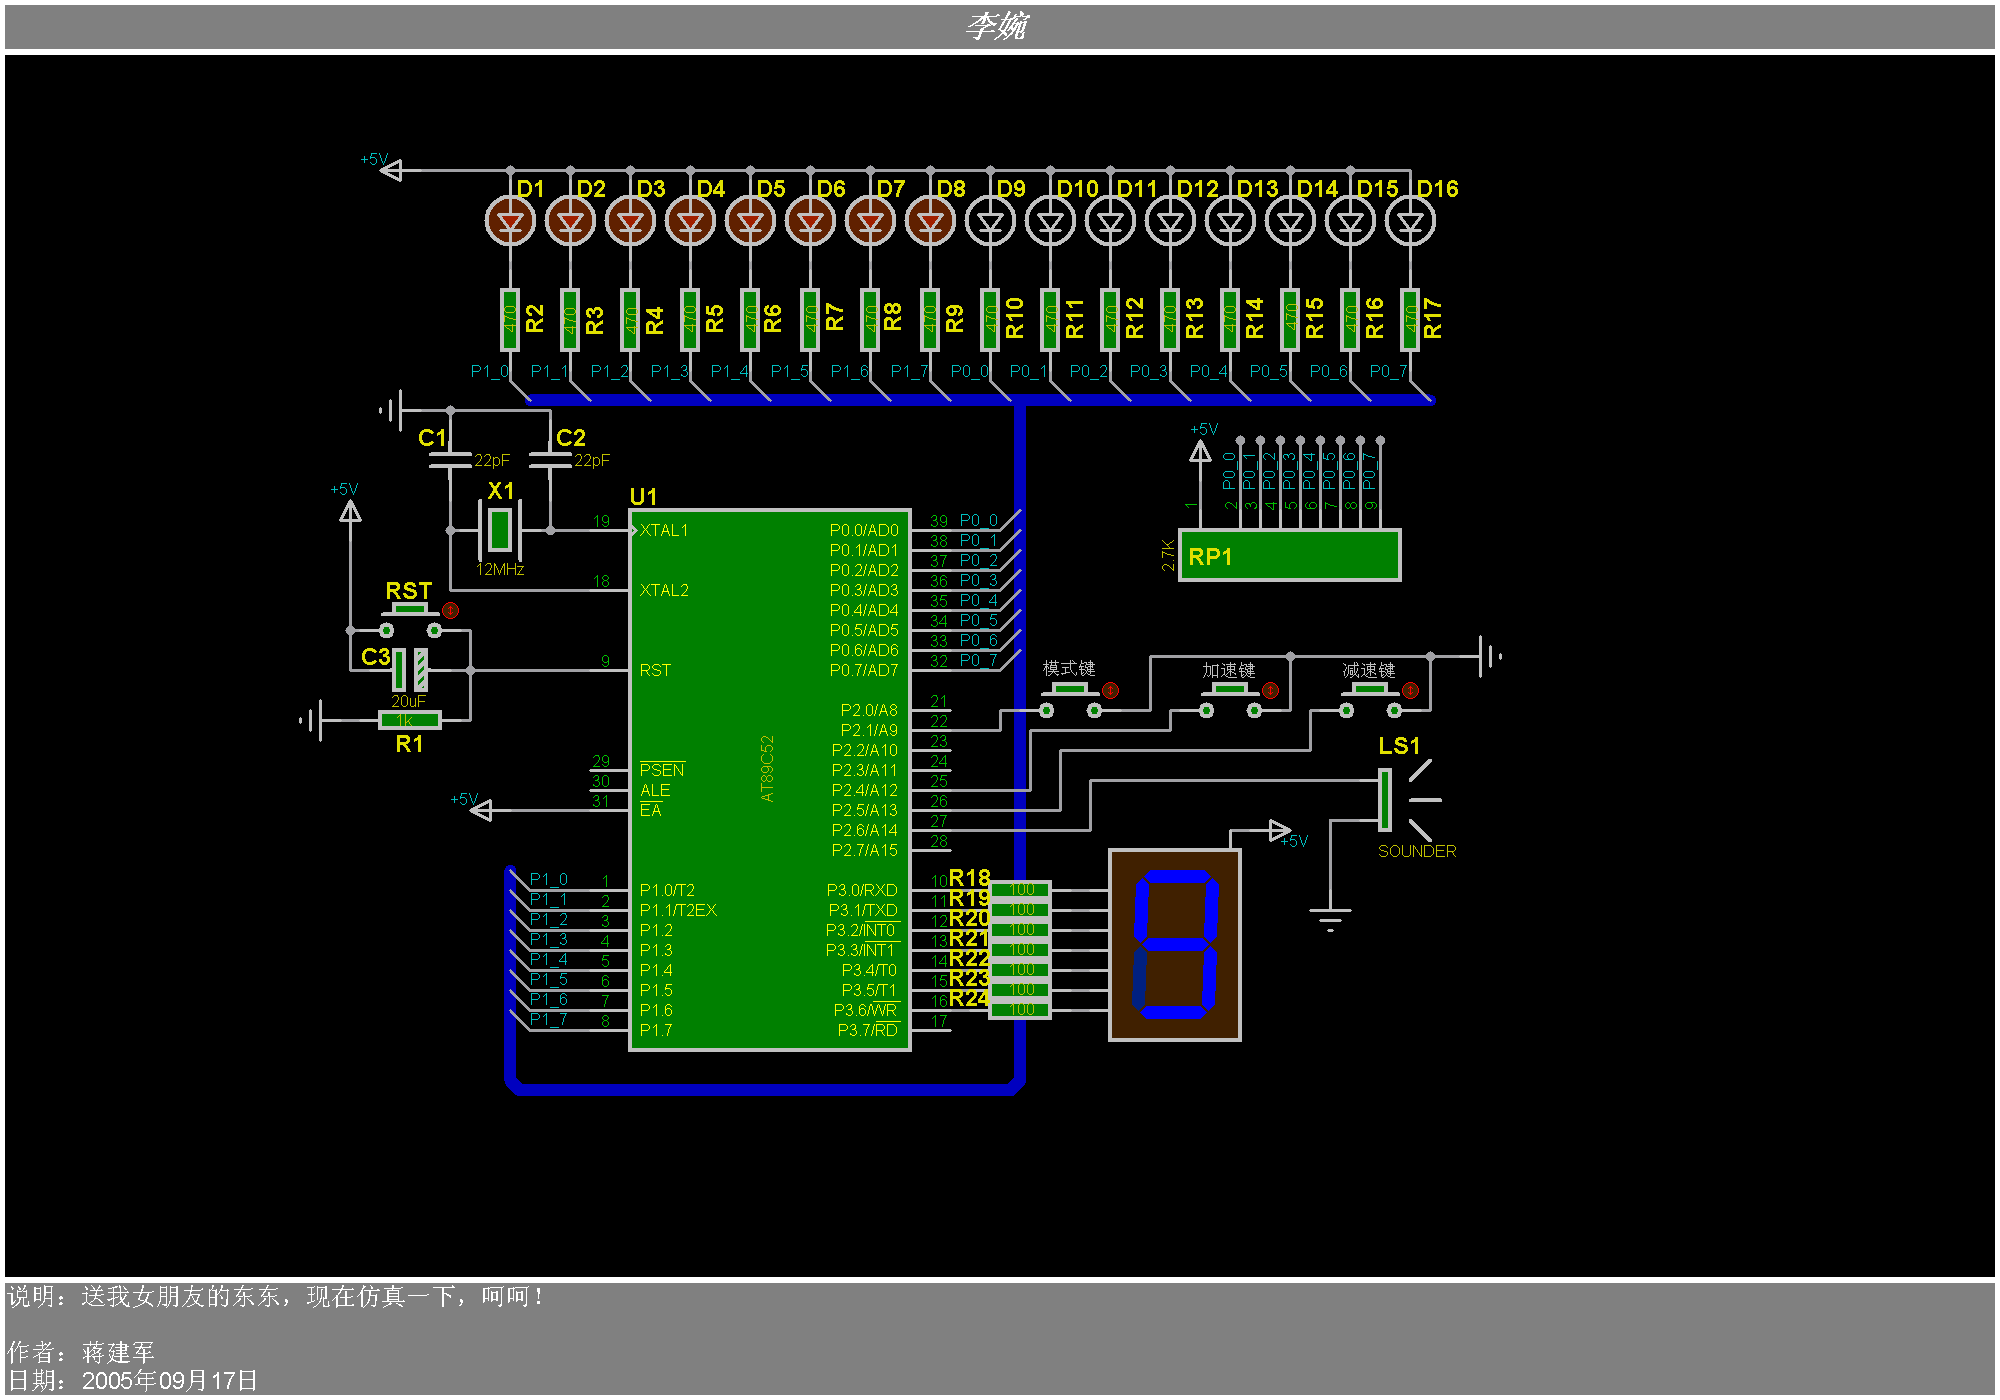 李婉
+5V
D1 D2 D3 D4 D5 D6 D7 D8 D9 D10 D11 D12 D13 D14 D15 D16
470 470 470 470 470 470 470 470 470 470 470 470 470 470 470 470
R2 R3 R4 R5 R6 R7 R8 R9 R10 R11 R12 R13 R14 R15 R16 R17
P1_0 P1_1 P1_2 P1_3 P1_4 P1_5 P1_6 P1_7 P0_0 P0_1 P0_2 P0_3 P0_4 P0_5 P0_6 P0_7
C1 22pF C2 22pF
X1
12MHz
+5V
RST
C3
20uF
1k
R1
+5V
U1
AT89C52
19 XTAL1
18 XTAL2
9 RST
29 PSEN
30 ALE
31 EA
P1_0 1 P1.0/T2
P1_1 2 P1.1/T2EX
P1_2 3 P1.2
P1_3 4 P1.3
P1_4 5 P1.4
P1_5 6 P1.5
P1_6 7 P1.6
P1_7 8 P1.7
P0.0/AD0 39 P0_0
P0.1/AD1 38 P0_1
P0.2/AD2 37 P0_2
P0.3/AD3 36 P0_3
P0.4/AD4 35 P0_4
P0.5/AD5 34 P0_5
P0.6/AD6 33 P0_6
P0.7/AD7 32 P0_7
P2.0/A8 21
P2.1/A9 22
P2.2/A10 23
P2.3/A11 24
P2.4/A12 25
P2.5/A13 26
P2.6/A14 27
P2.7/A15 28
P3.0/RXD 10 R18 100
P3.1/TXD 11 R19 100
P3.2/INT0 12 R20 100
P3.3/INT1 13 R21 100
P3.4/T0 14 R22 100
P3.5/T1 15 R23 100
P3.6/WR 16 R24 100
P3.7/RD 17
+5V
P0_0 P0_1 P0_2 P0_3 P0_4 P0_5 P0_6 P0_7
1 2 3 4 5 6 7 8 9
2.7K
RP1
模式键 加速键 减速键
LS1
SOUNDER
+5V
9
说明：送我女朋友的东东，现在仿真一下，呵呵！
作者：蒋建军
日期：2005年09月17日